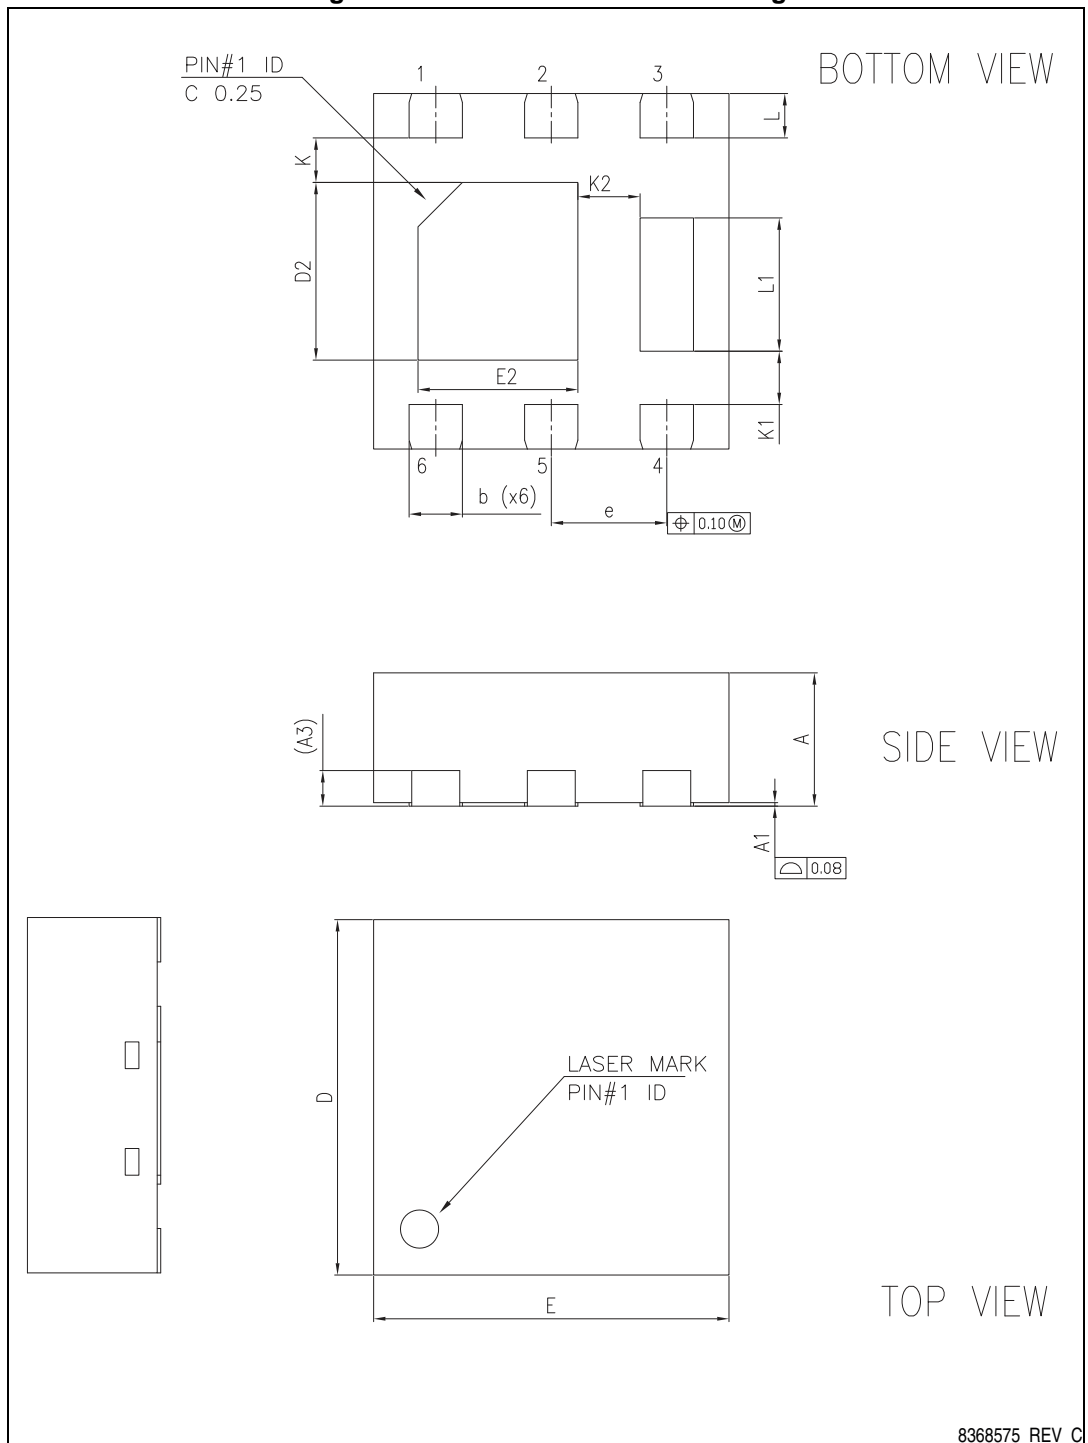 PIN#1 ID
C 0.25
1
2
3
BOTTOM VIEW
L
K
K2
D2
L1
E2
K1
6
5
4
b (x6)
e
0.10 Ⓜ
(A3)
A
SIDE VIEW
A1
0.08
D
LASER MARK
PIN#1 ID
E
TOP VIEW
8368575 REV C